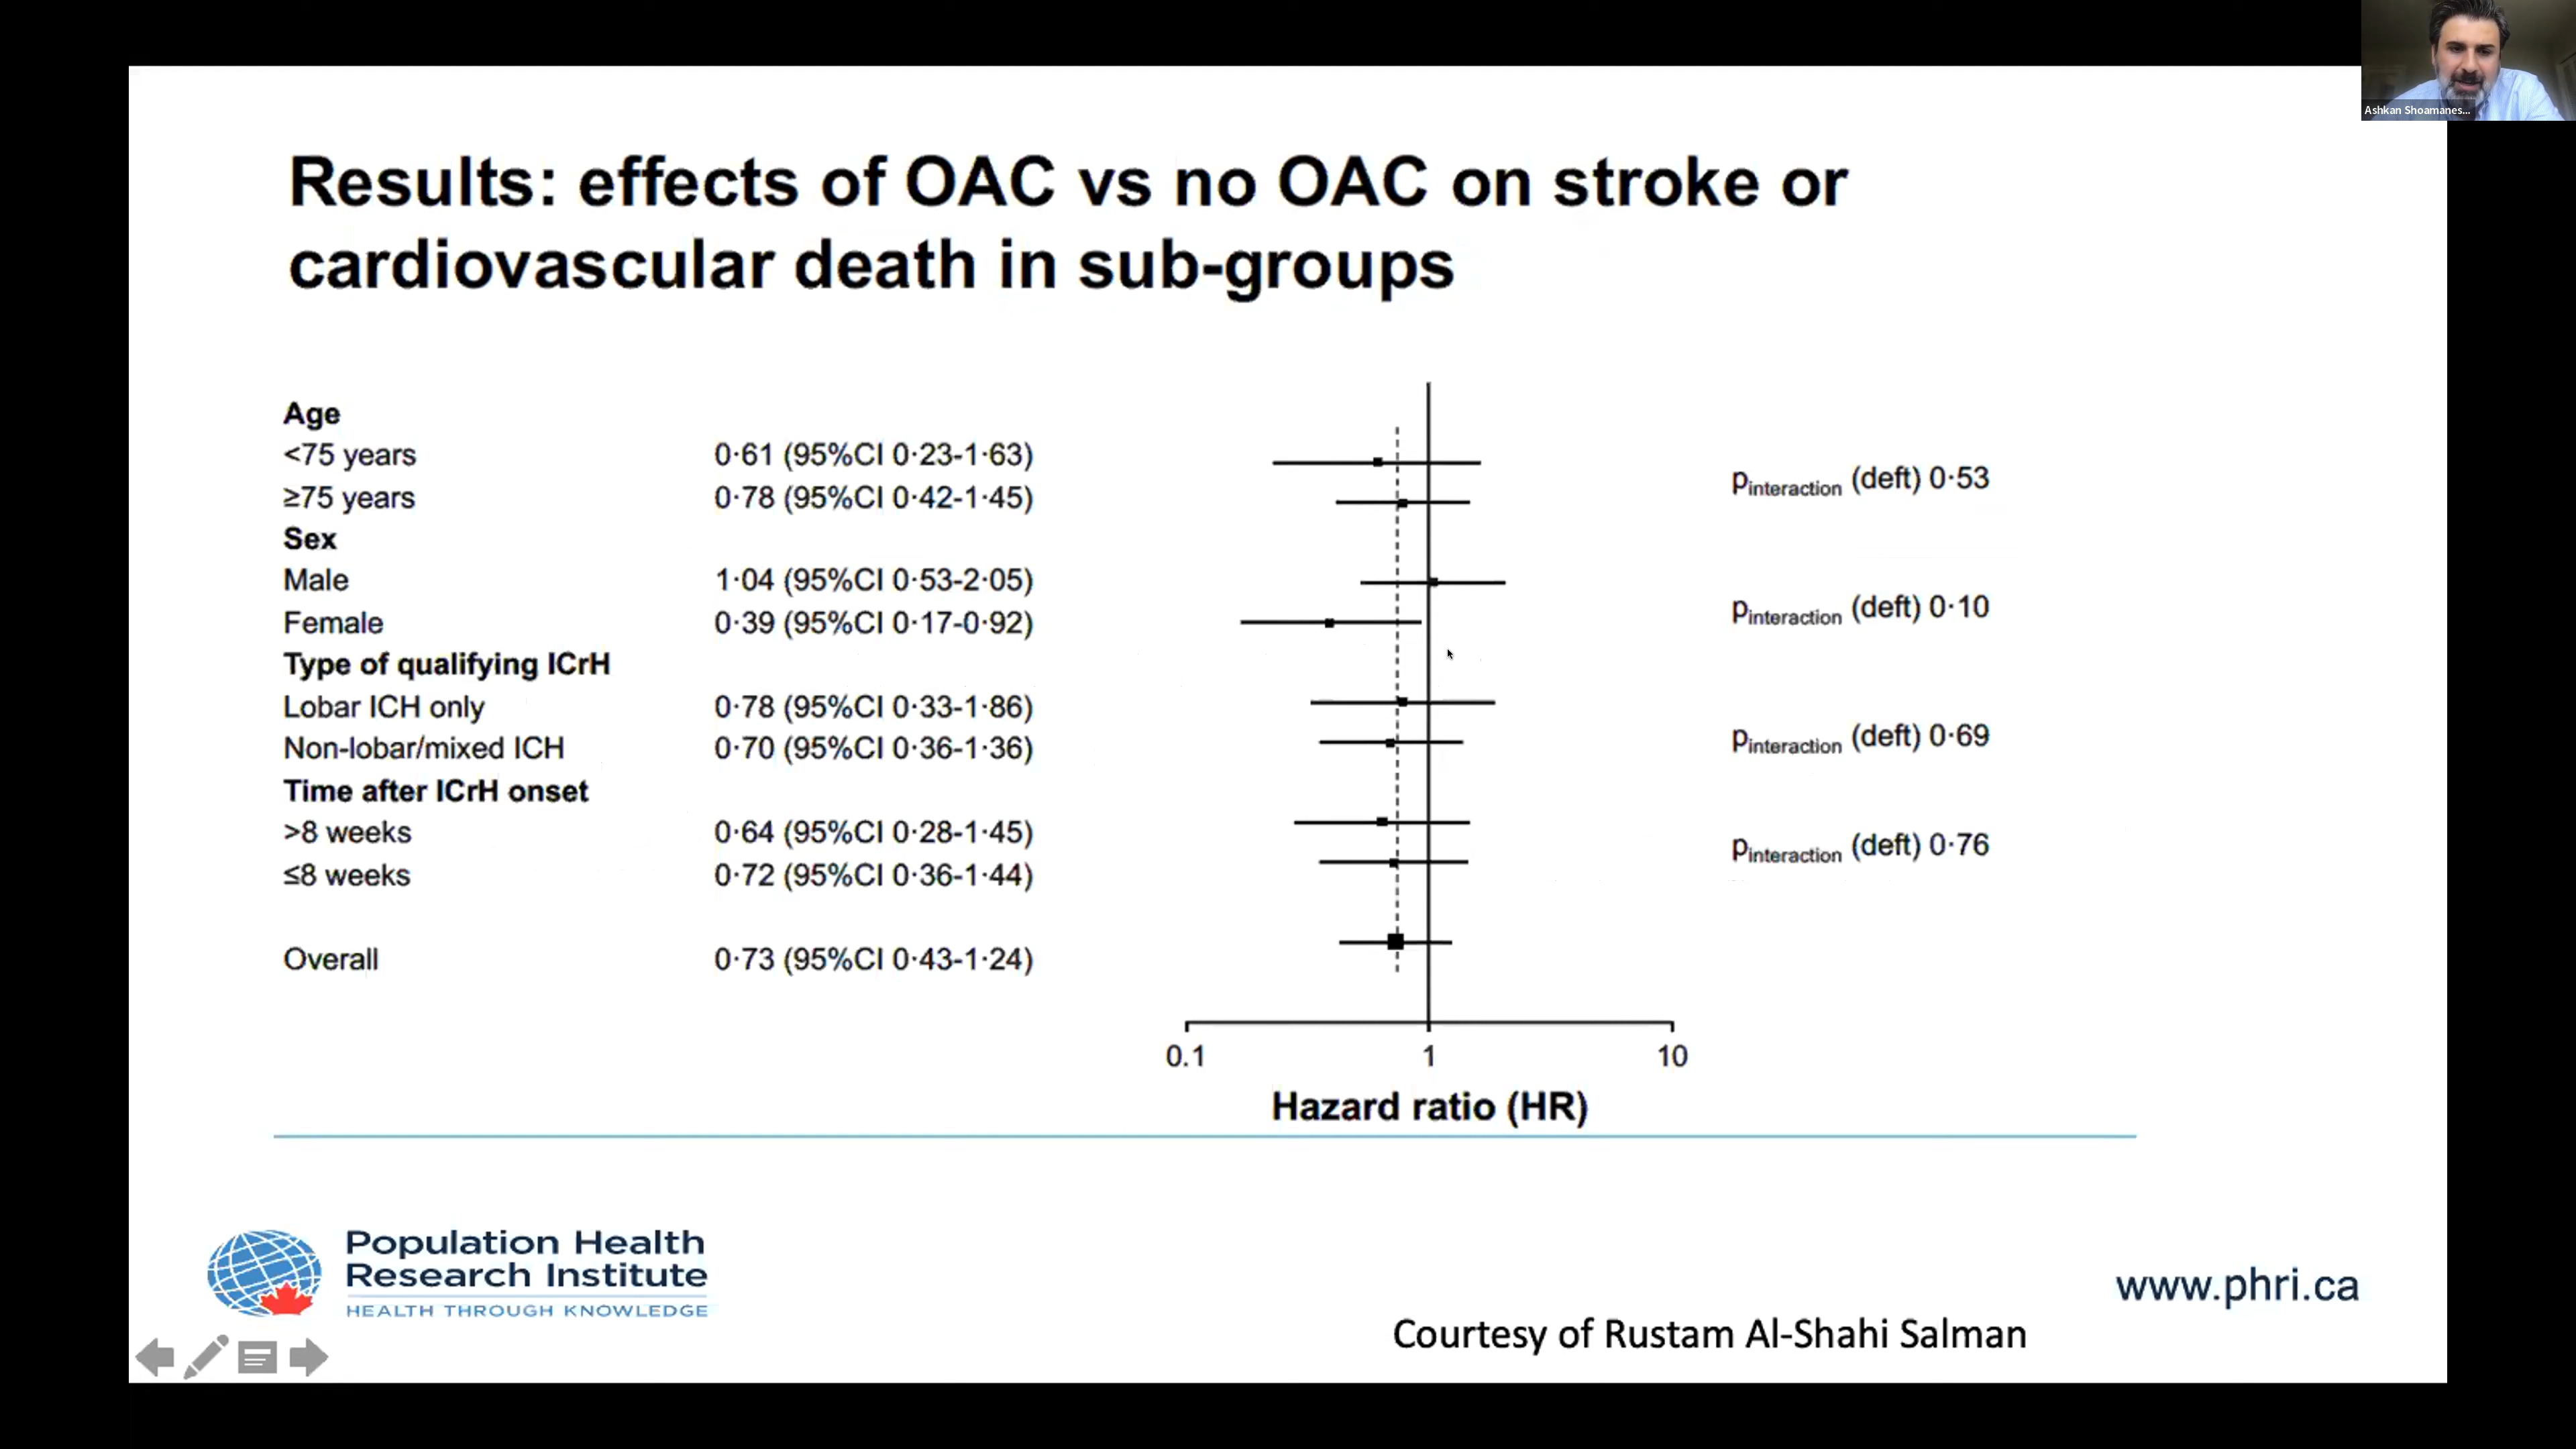 Ashkan Shoamanes...
Results: effects of OAC vs no OAC on stroke or
cardiovascular death in sub-groups
Age
<75 years 0·61 (95%CI 0·23-1·63)
pinteraction (deft) 0·53
≥75 years 0·78 (95%CI 0·42-1·45)
Sex
Male 1·04 (95%CI 0·53-2·05)
pinteraction (deft) 0·10
Female 0·39 (95%CI 0·17-0·92)
Type of qualifying ICrH
Lobar ICH only 0·78 (95%CI 0·33-1·86)
pinteraction (deft) 0·69
Non-lobar/mixed ICH 0·70 (95%CI 0·36-1·36)
Time after ICrH onset
>8 weeks 0·64 (95%CI 0·28-1·45)
pinteraction (deft) 0·76
≤8 weeks 0·72 (95%CI 0·36-1·44)
Overall 0·73 (95%CI 0·43-1·24)
0.1 1 10
Hazard ratio (HR)
Population Health
Research Institute
HEALTH THROUGH KNOWLEDGE
www.phri.ca
Courtesy of Rustam Al-Shahi Salman